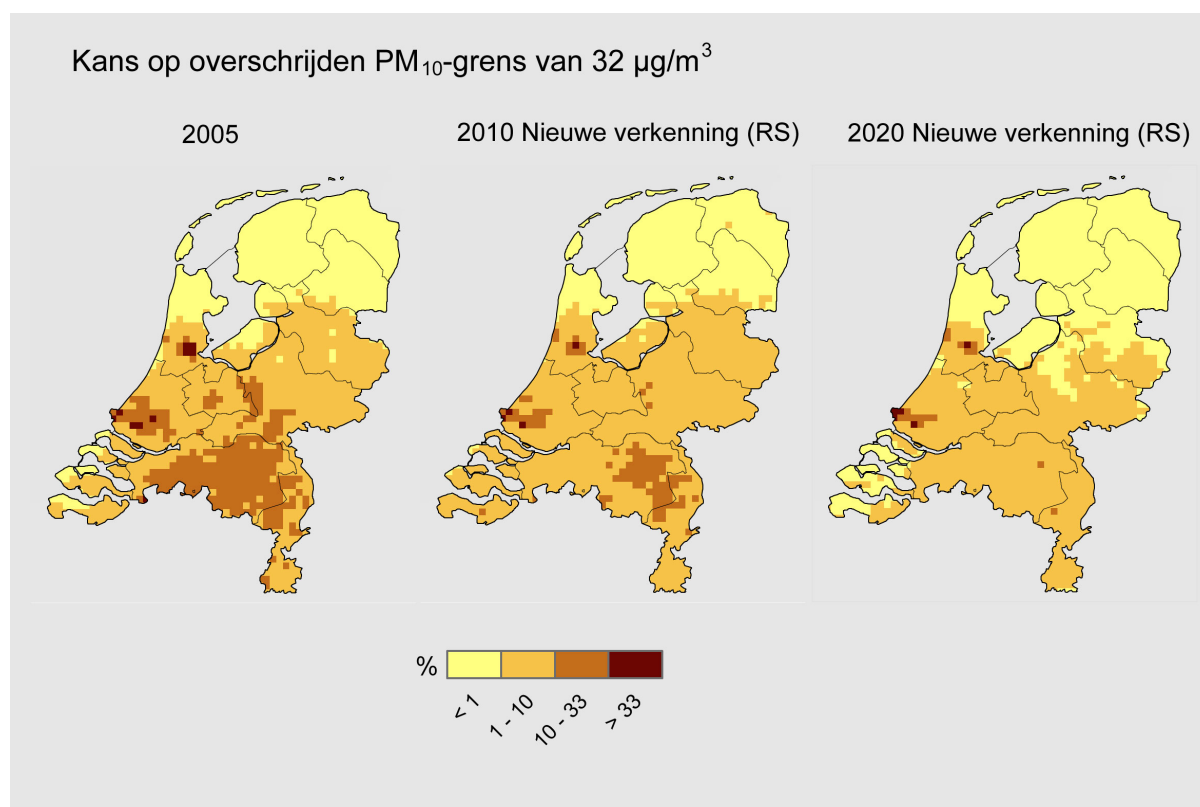 Kans op overschrijden PM₁₀-grens van 32 µg/m³
2005
2010 Nieuwe verkenning (RS)
2020 Nieuwe verkenning (RS)
%
< 1
1 - 10
10 - 33
> 33